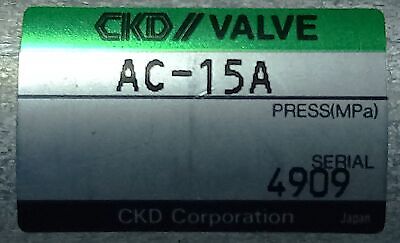 CKD// VALVE
AC-15A
PRESS(MPa)
SERIAL
4909
CKD Corporation Japan